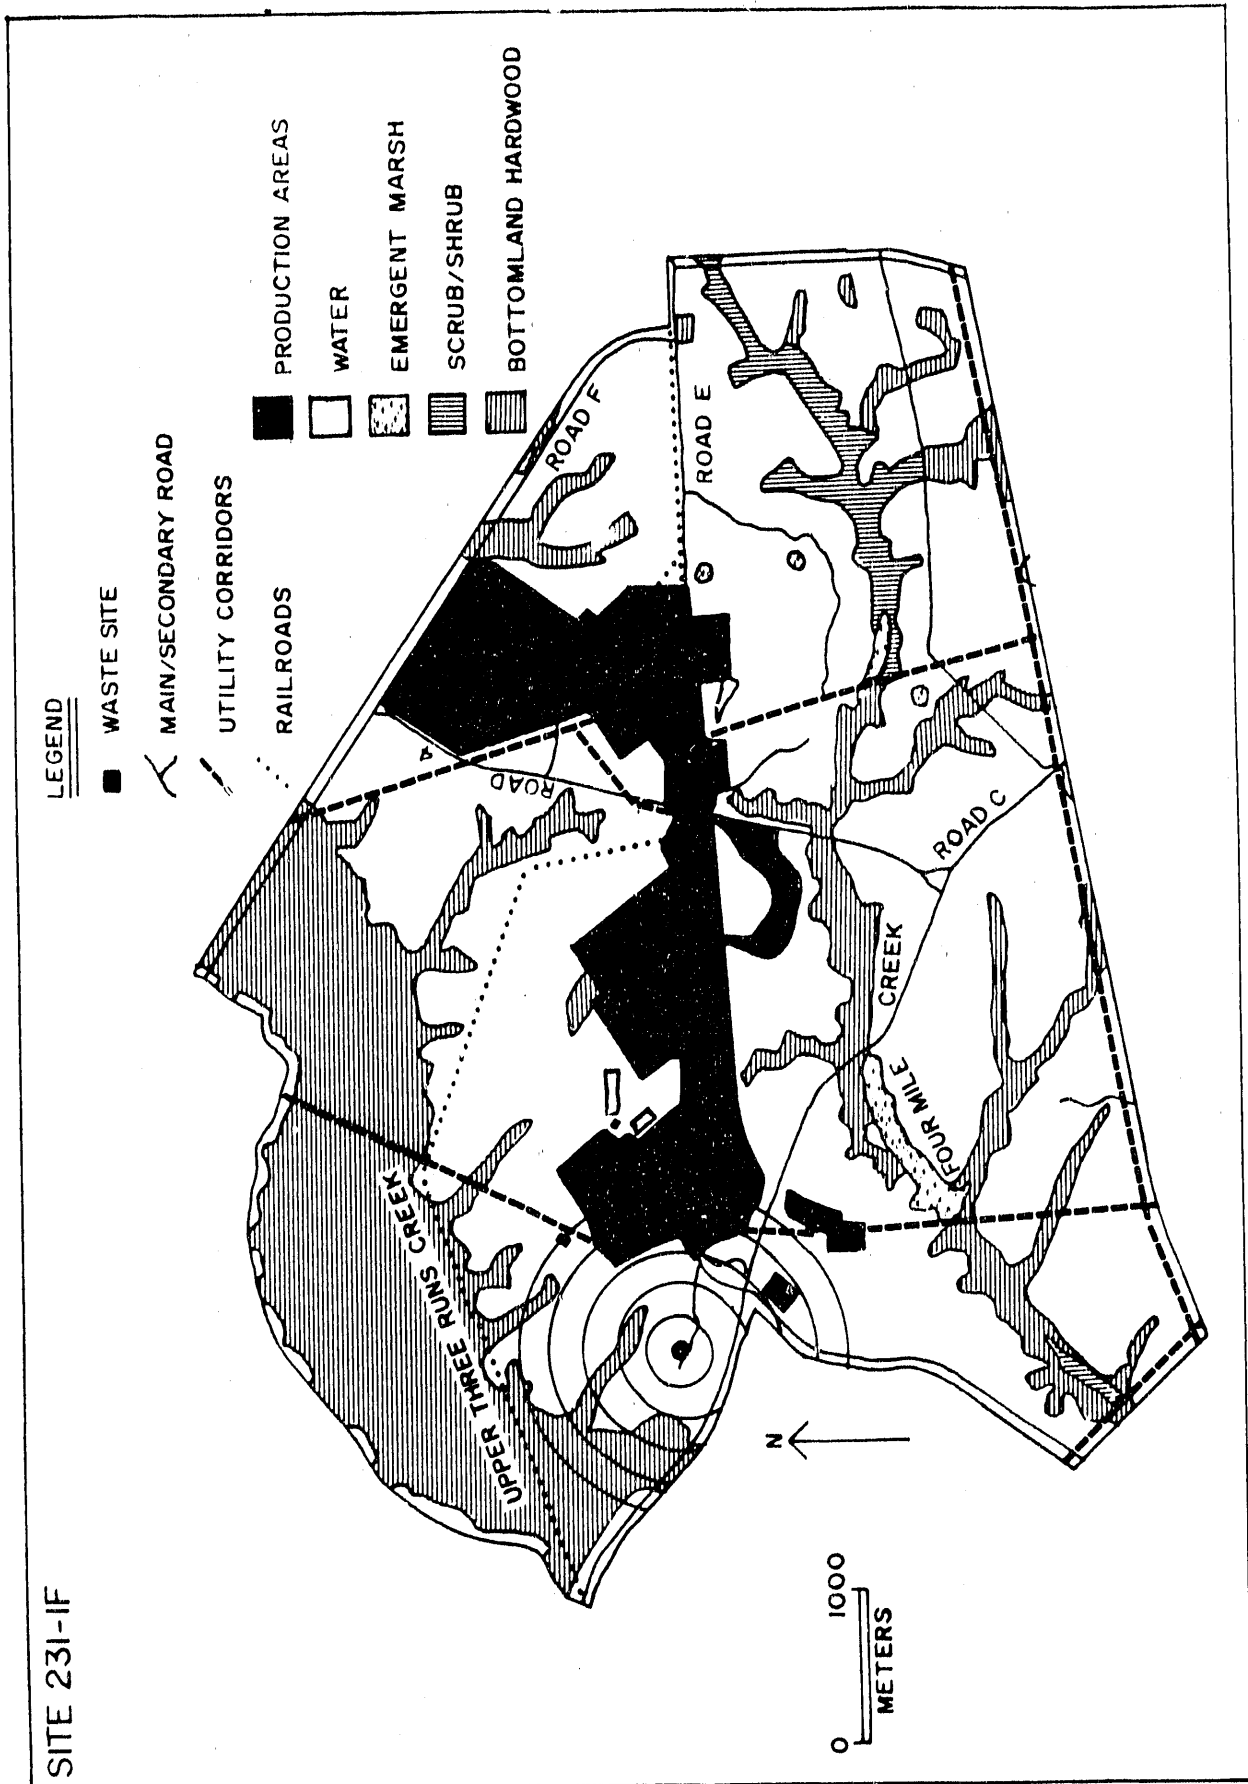 SITE 231-1F
LEGEND
WASTE SITE
MAIN/SECONDARY ROAD
UTILITY CORRIDORS
RAILROADS
PRODUCTION AREAS
WATER
EMERGENT MARSH
SCRUB/SHRUB
BOTTOMLAND HARDWOOD
UPPER THREE RUNS CREEK
ROAD F
ROAD
ROAD E
FOUR MILE
CREEK
ROAD C
N
0 1000
METERS